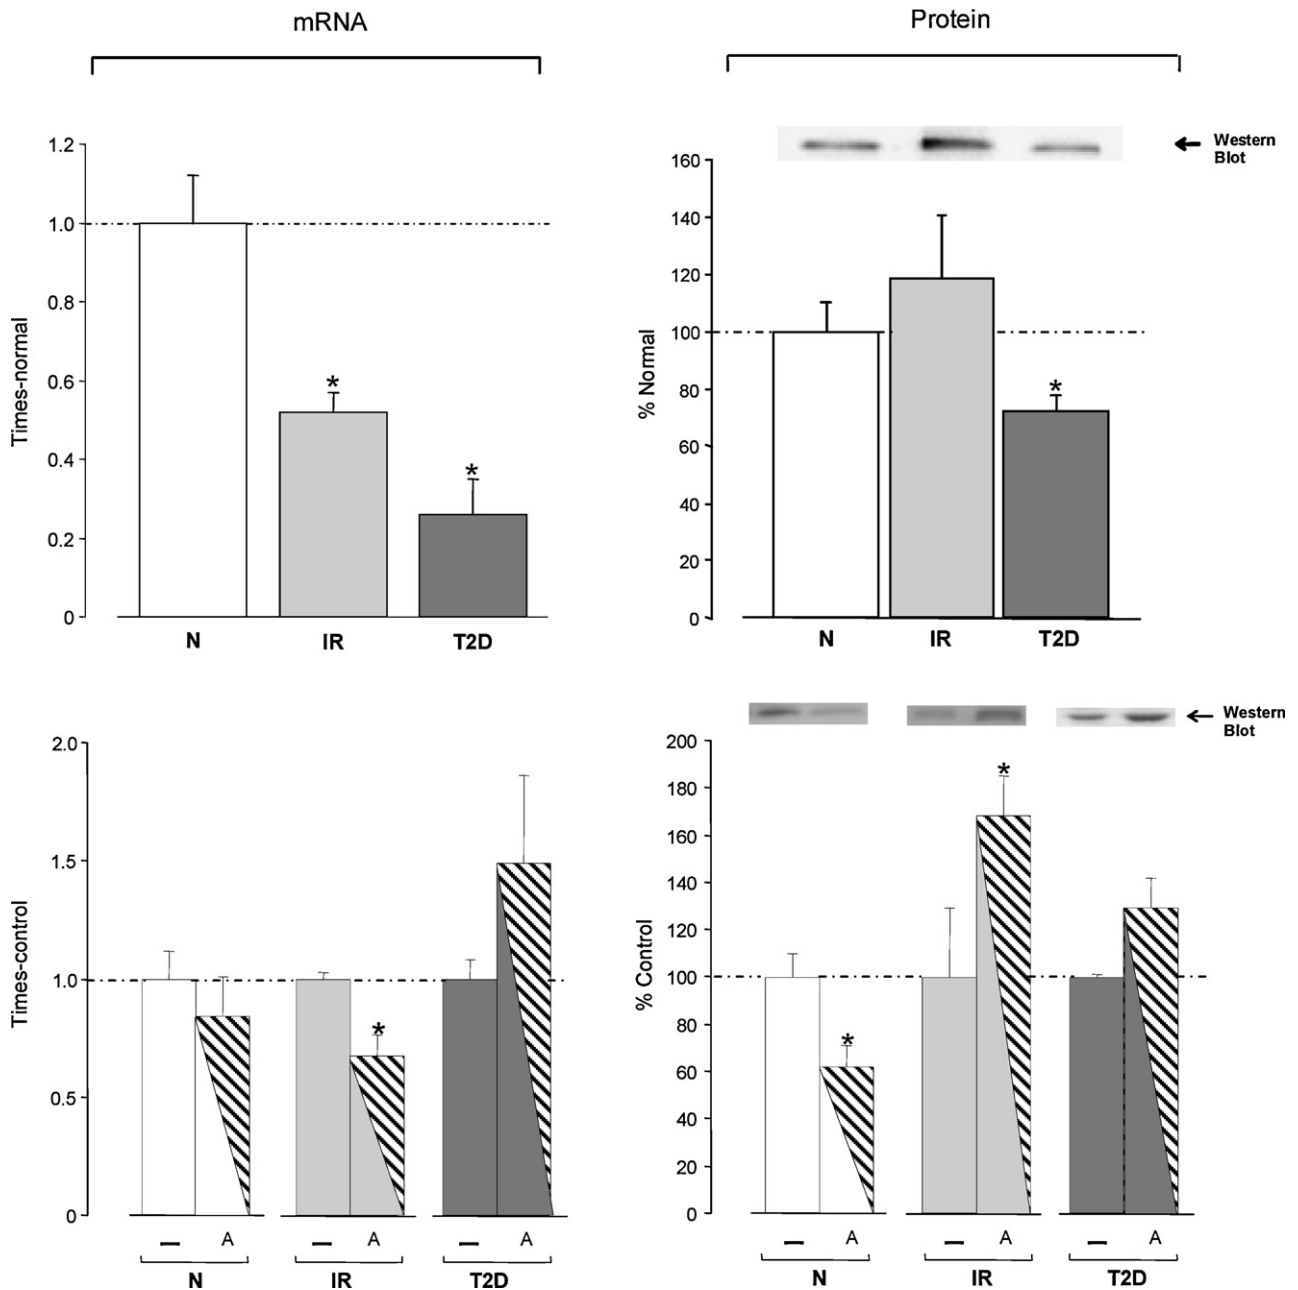 mRNA
Protein
Western
Blot
1.2
1.0
0.8
0.6
0.4
0.2
0
Times-normal
*
*
N
IR
T2D
160
140
120
100
80
60
40
20
0
% Normal
*
N
IR
T2D
2.0
1.5
1.0
0.5
0
Times-control
*
– A – A – A
N IR T2D
Western
Blot
200
180
160
140
120
100
80
60
40
20
0
% Control
*
*
– A – A – A
N IR T2D